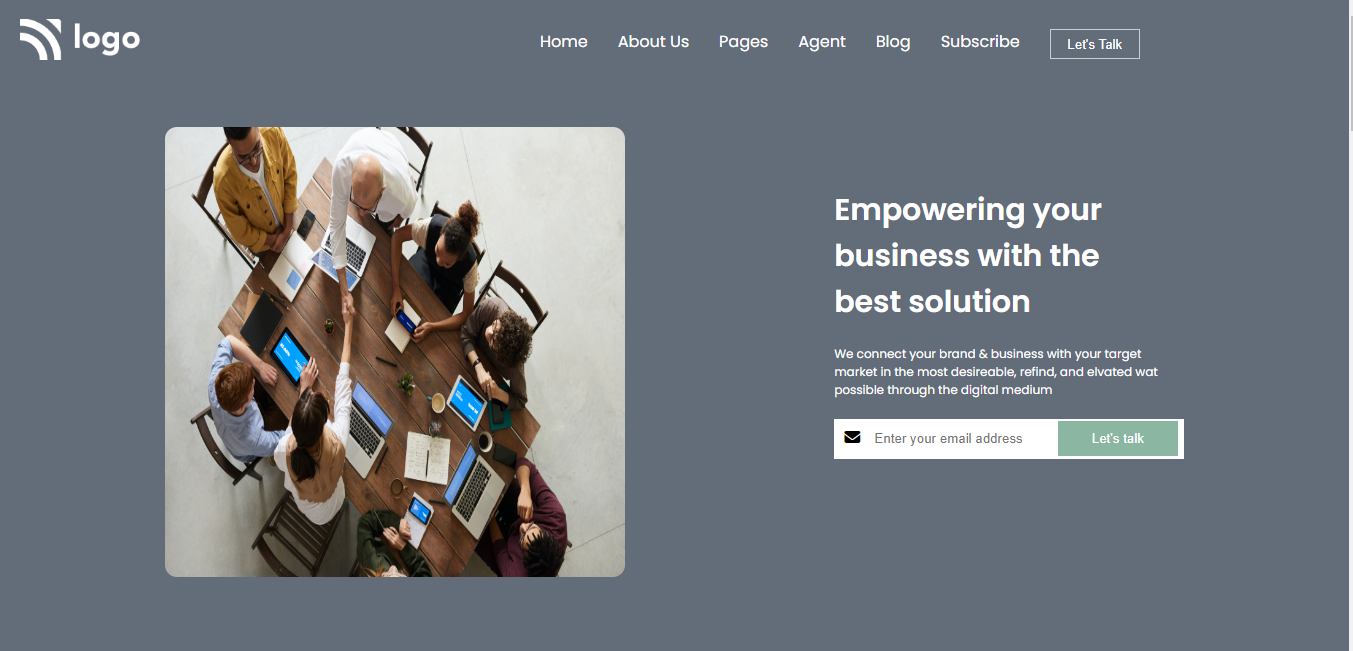 logo
Home About Us Pages Agent Blog Subscribe Let's Talk
Empowering your
business with the
best solution
We connect your brand & business with your target
market in the most desireable, refind, and elvated wat
possible through the digital medium
Enter your email address Let's talk